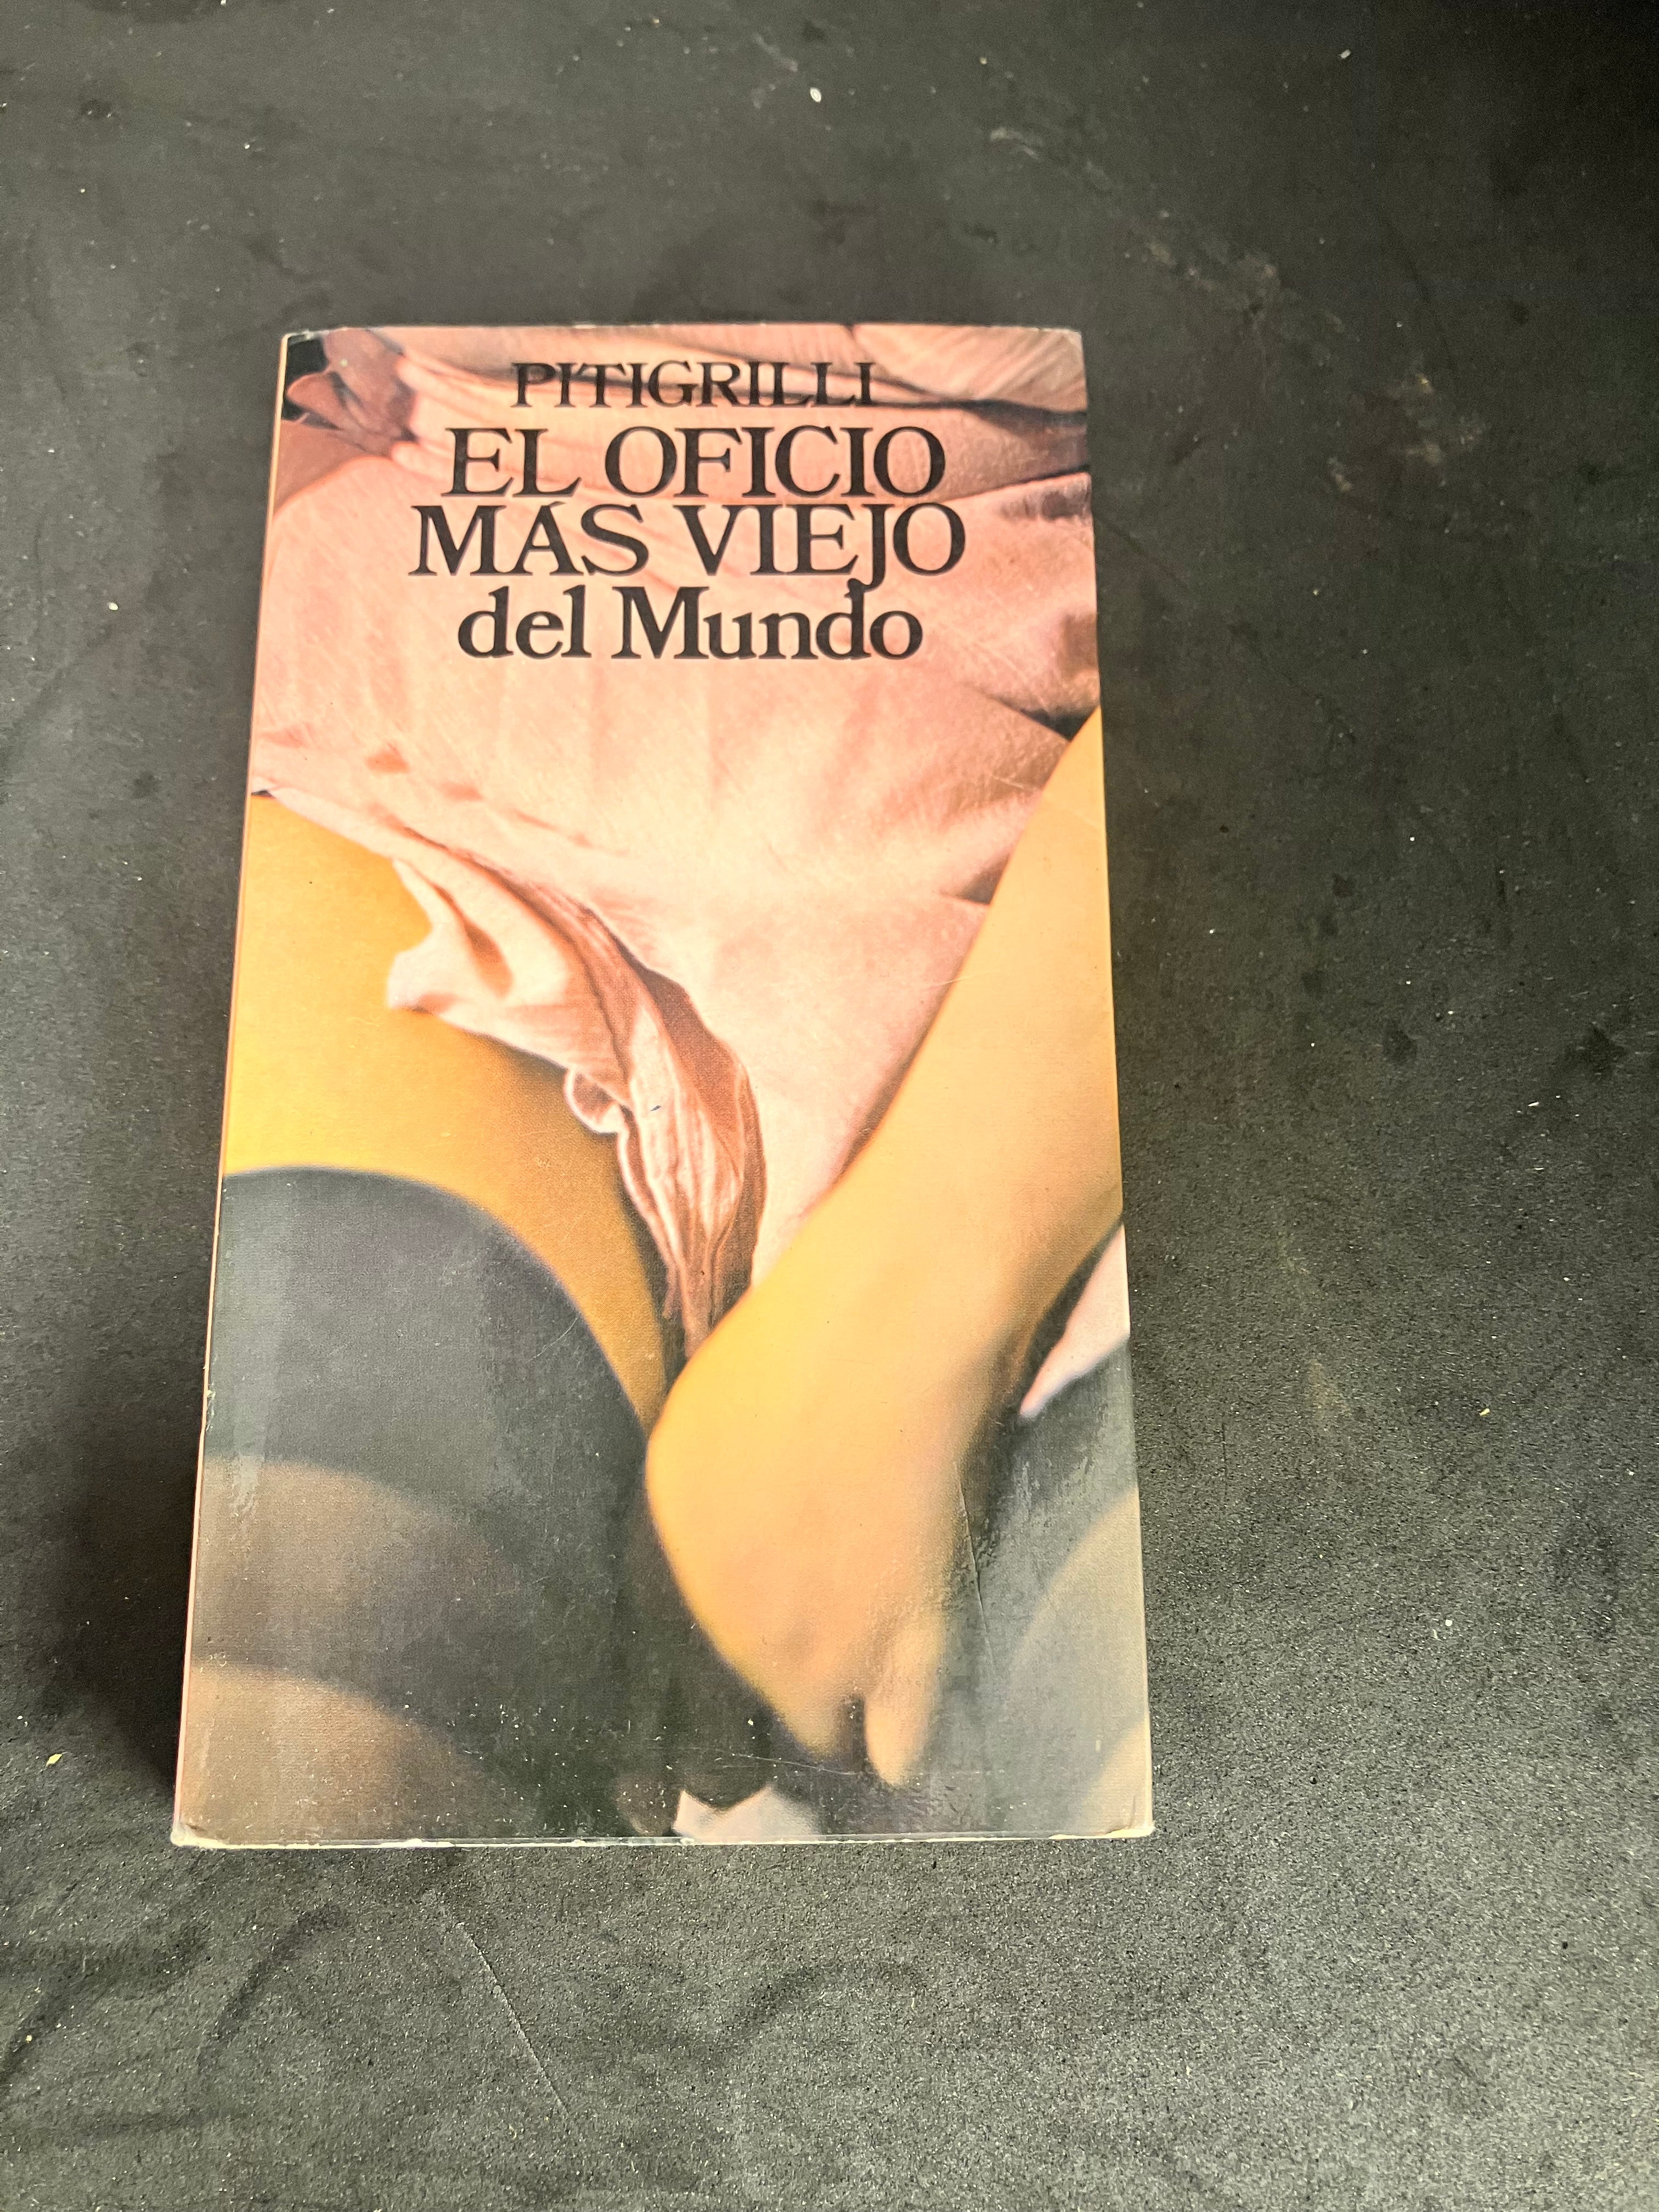 PITIGRILLI
EL OFICIO
MÁS VIEJO
del Mundo